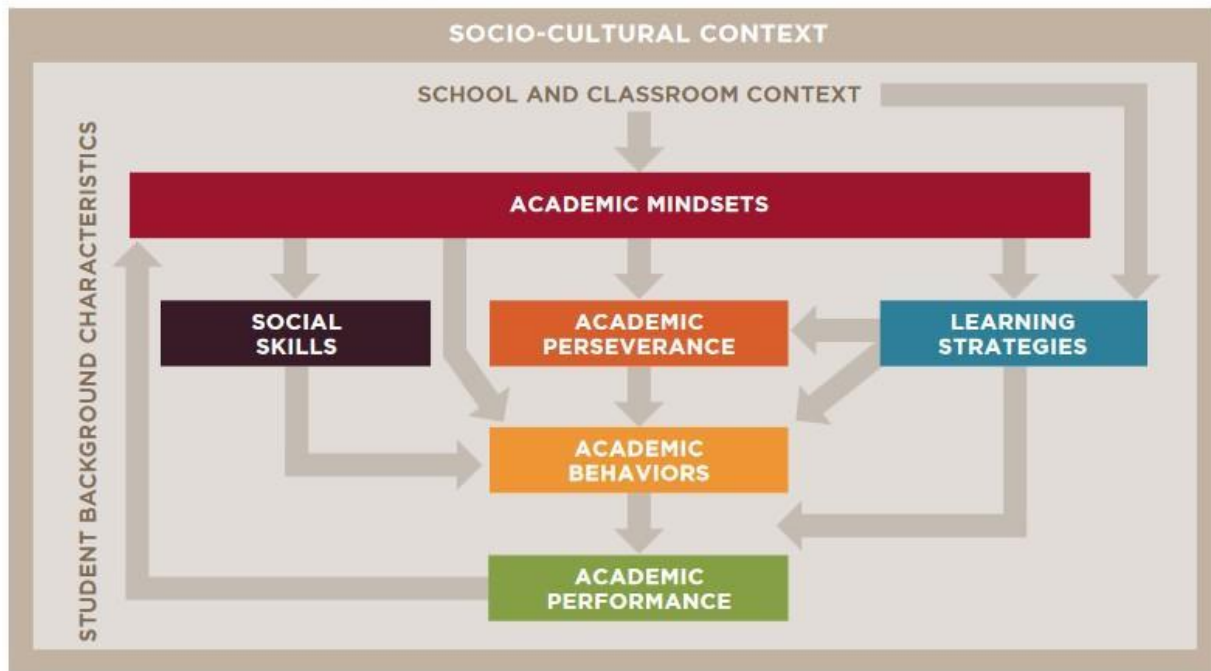 SOCIO-CULTURAL CONTEXT
SCHOOL AND CLASSROOM CONTEXT
STUDENT BACKGROUND CHARACTERISTICS
ACADEMIC MINDSETS
SOCIAL
SKILLS
ACADEMIC
PERSEVERANCE
LEARNING
STRATEGIES
ACADEMIC
BEHAVIORS
ACADEMIC
PERFORMANCE